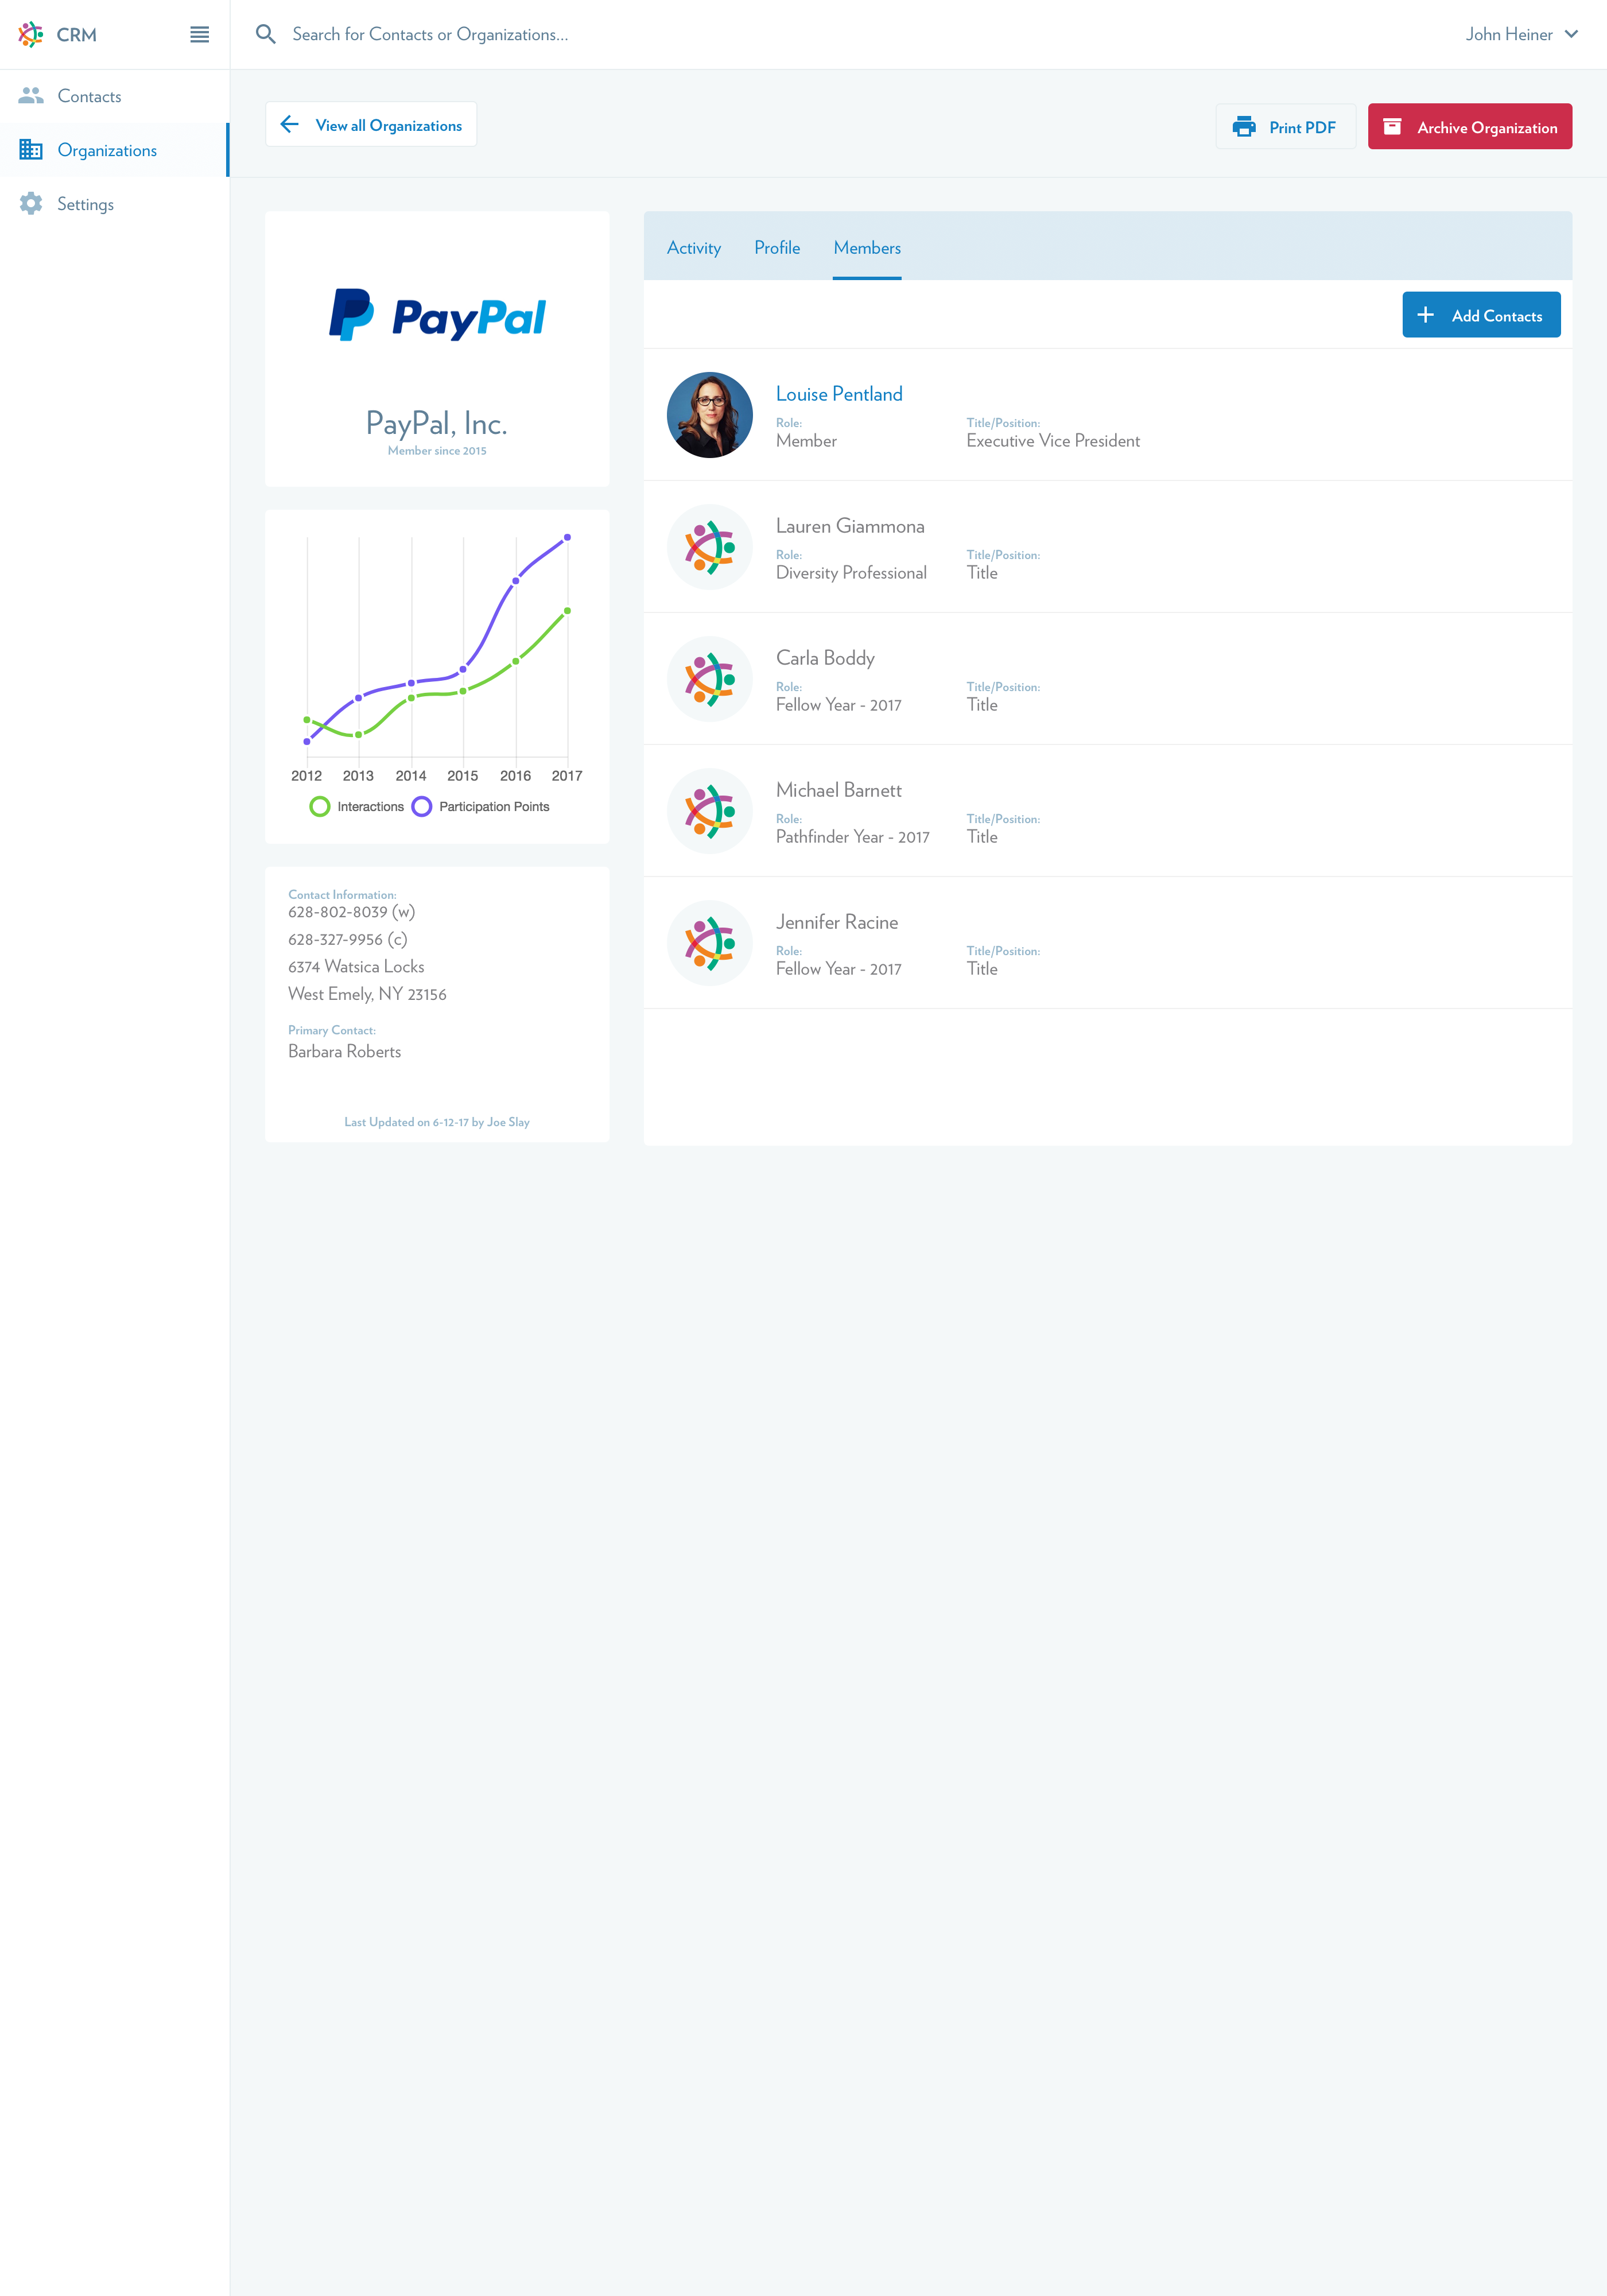 CRM
Search for Contacts or Organizations...
John Heiner
Contacts
Organizations
Settings
View all Organizations
Print PDF
Archive Organization
PayPal
PayPal, Inc.
Member since 2015
2012 2013 2014 2015 2016 2017
Interactions Participation Points
Contact Information:
628-802-8039 (w)
628-327-9956 (c)
6374 Watsica Locks
West Emely, NY 23156
Primary Contact:
Barbara Roberts
Last Updated on 6-12-17 by Joe Slay
Activity Profile Members
Add Contacts
Louise Pentland
Role: Title/Position:
Member Executive Vice President
Lauren Giammona
Role: Title/Position:
Diversity Professional Title
Carla Boddy
Role: Title/Position:
Fellow Year - 2017 Title
Michael Barnett
Role: Title/Position:
Pathfinder Year - 2017 Title
Jennifer Racine
Role: Title/Position:
Fellow Year - 2017 Title